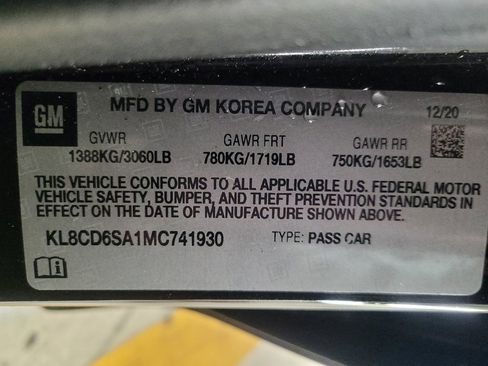 GM
MFD BY GM KOREA COMPANY 12/20
GVWR GAWR FRT GAWR RR
1388KG/3060LB 780KG/1719LB 750KG/1653LB
THIS VEHICLE CONFORMS TO ALL APPLICABLE U.S. FEDERAL MOTOR
VEHICLE SAFETY, BUMPER, AND THEFT PREVENTION STANDARDS IN
EFFECT ON THE DATE OF MANUFACTURE SHOWN ABOVE.
KL8CD6SA1MC741930 TYPE: PASS CAR